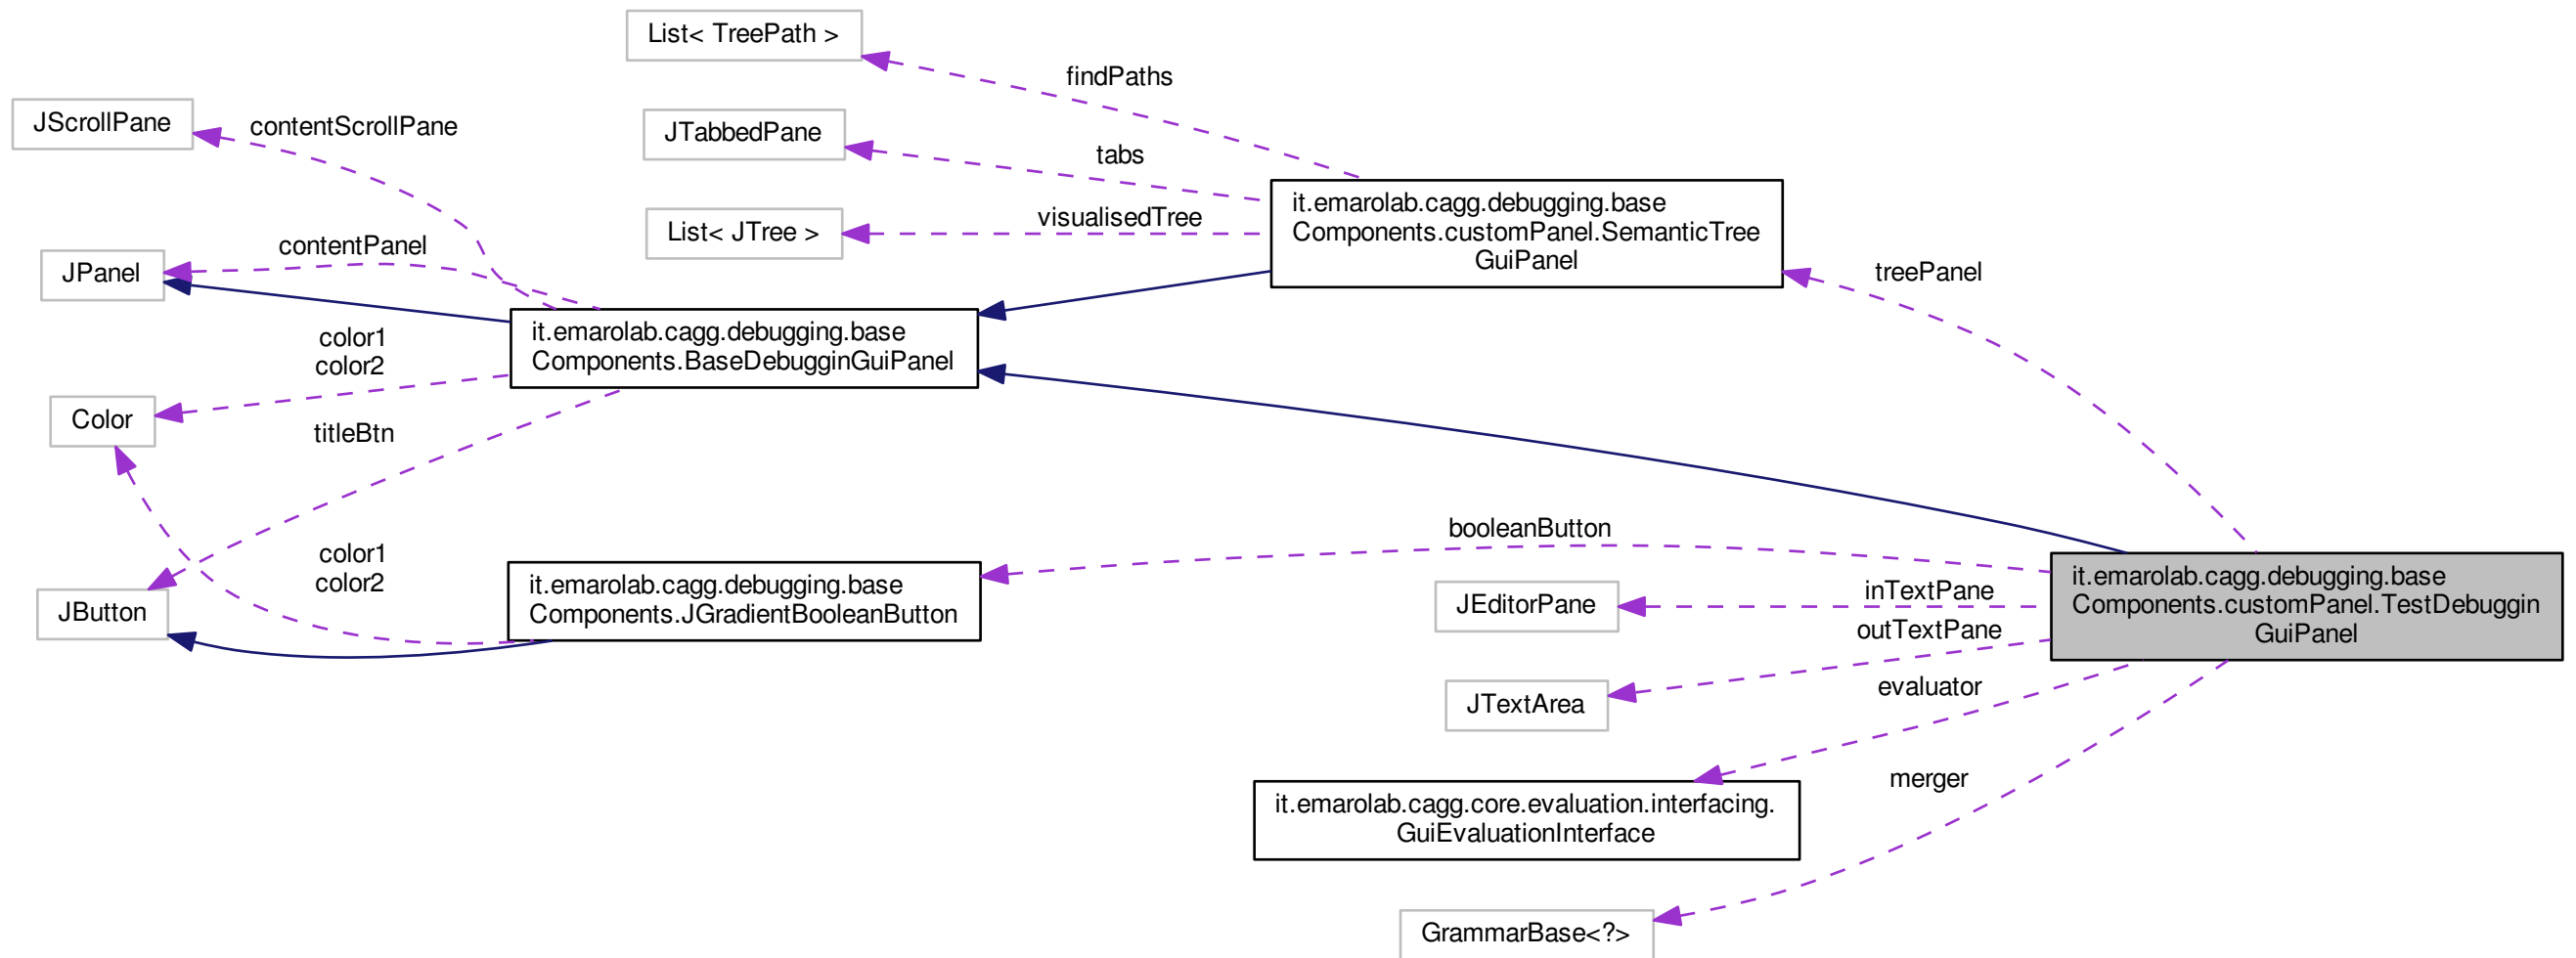 List< TreePath >
findPaths
JScrollPane
contentScrollPane
JTabbedPane
tabs
it.emarolab.cagg.debugging.base
Components.customPanel.SemanticTree
GuiPanel
List< JTree >
visualisedTree
contentPanel
JPanel
treePanel
it.emarolab.cagg.debugging.base
Components.BaseDebugginGuiPanel
color1
color2
Color
titleBtn
booleanButton
color1
color2
JButton
it.emarolab.cagg.debugging.base
Components.JGradientBooleanButton
JEditorPane
inTextPane
outTextPane
it.emarolab.cagg.debugging.base
Components.customPanel.TestDebuggin
GuiPanel
JTextArea
evaluator
it.emarolab.cagg.core.evaluation.interfacing.
GuiEvaluationInterface
merger
GrammarBase<?>